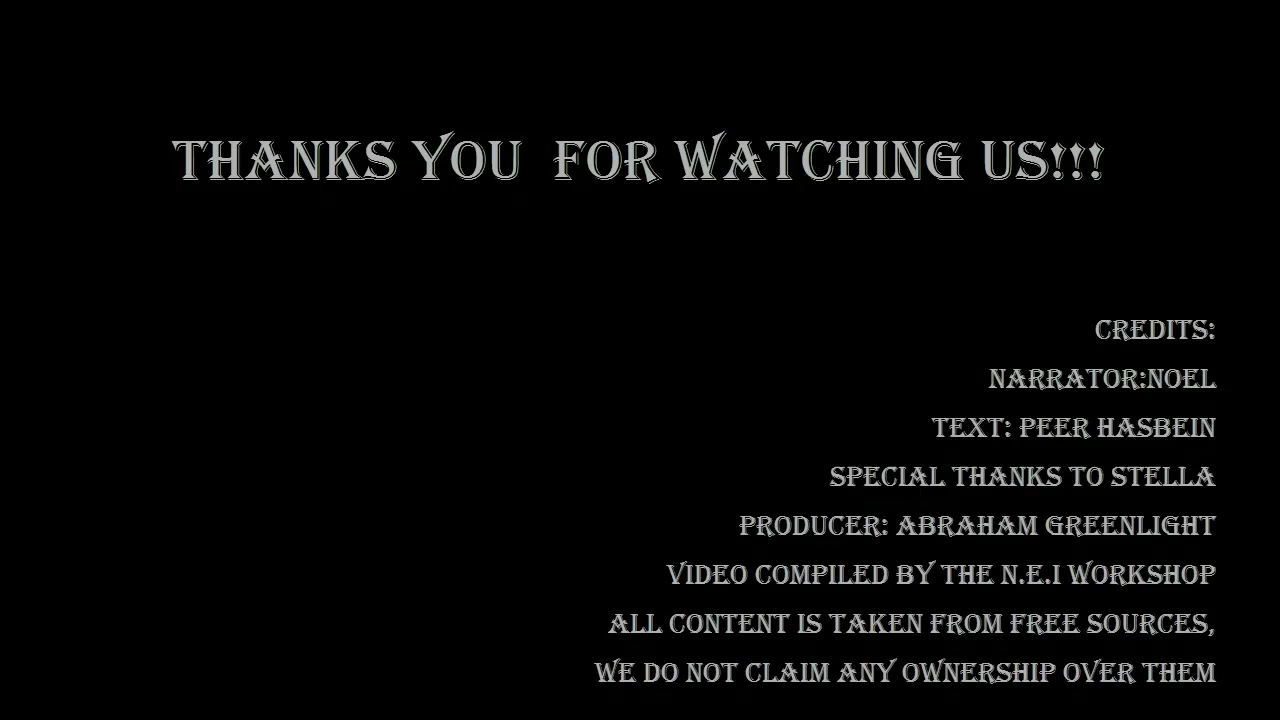 THANKS YOU FOR WATCHING US!!!
CREDITS:
NARRATOR:NOEL
TEXT: PEER HASBEIN
SPECIAL THANKS TO STELLA
PRODUCER: ABRAHAM GREENLIGHT
VIDEO COMPILED BY THE N.E.I WORKSHOP
ALL CONTENT IS TAKEN FROM FREE SOURCES,
WE DO NOT CLAIM ANY OWNERSHIP OVER THEM